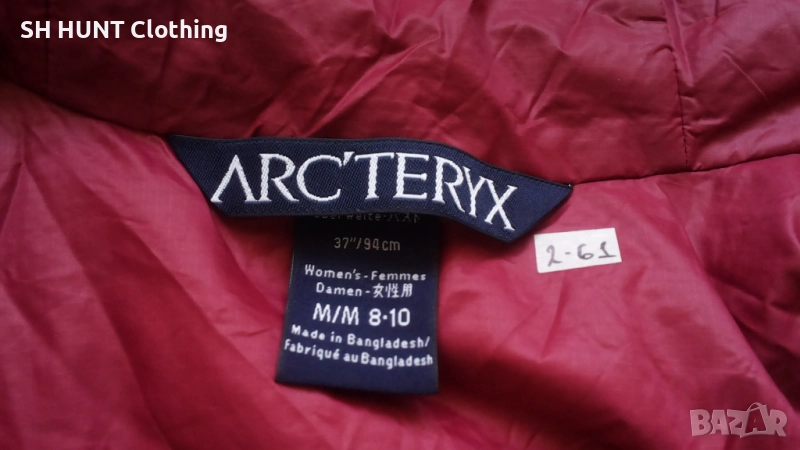 SH HUNT Clothing
ARC'TERYX
37"/94cm
Women's-Femmes
Damen-女性用
M/M 8-10
Made in Bangladesh/
Fabriqué au Bangladesh
2-61
BAZAR